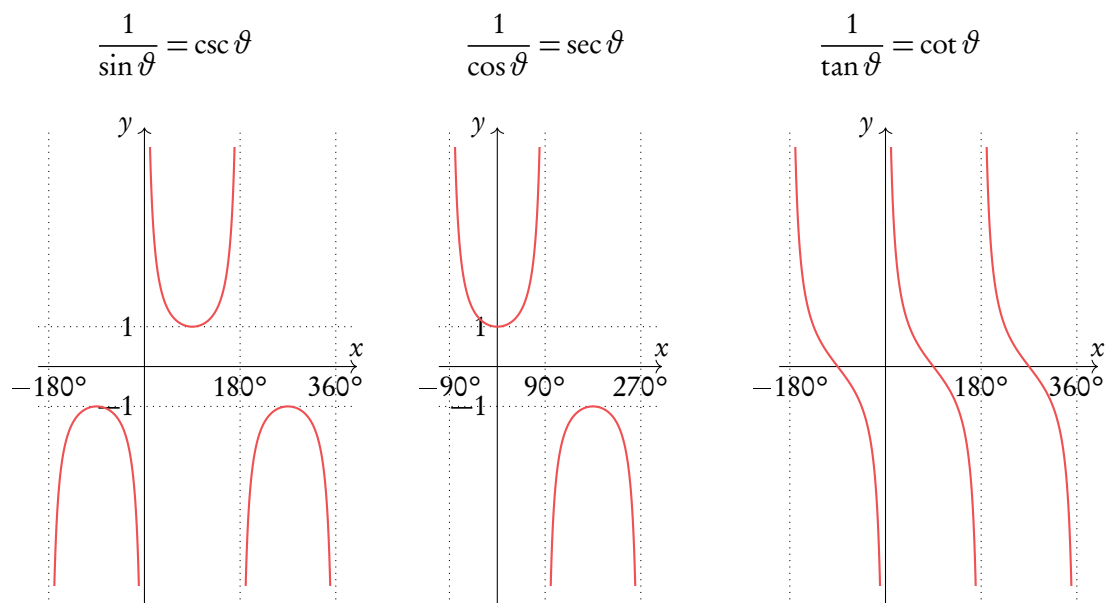 1/sin ϑ = csc ϑ
y
1
x
−180° 180° 360°
−1
1/cos ϑ = sec ϑ
y
1
x
−90° 90° 270°
−1
1/tan ϑ = cot ϑ
y
x
−180° 180° 360°